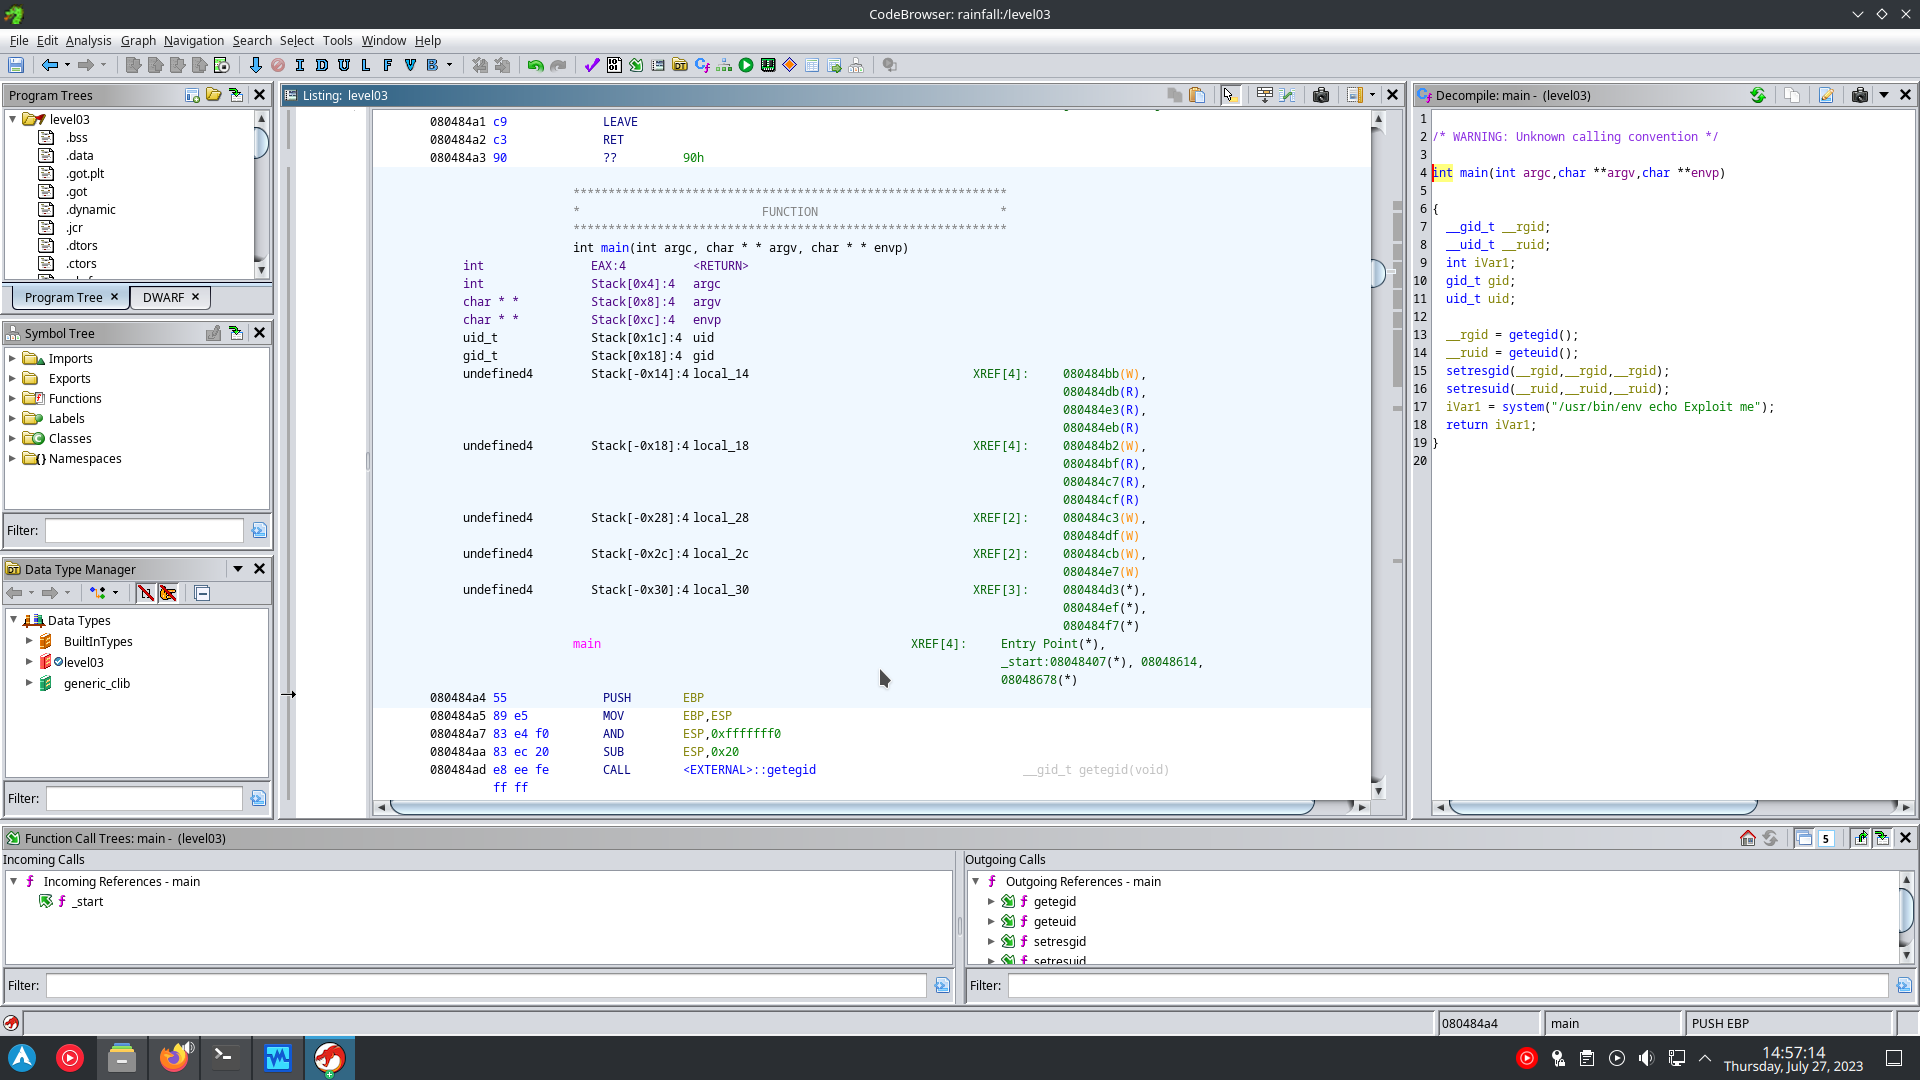 CodeBrowser: rainfall:/level03
File Edit Analysis Graph Navigation Search Select Tools Window Help
I D U L F V B
Program Trees
level03
.bss
.data
.got.plt
.got
.dynamic
.jcr
.dtors
.ctors
Program Tree
DWARF
Symbol Tree
Imports
Exports
Functions
Labels
Classes
Namespaces
Filter:
Data Type Manager
Data Types
BuiltInTypes
level03
generic_clib
Filter:
Listing: level03
080484a1 c9 LEAVE
080484a2 c3 RET
080484a3 90 ?? 90h
*************************************************************
* FUNCTION *
*************************************************************
int main(int argc, char * * argv, char * * envp)
int EAX:4 <RETURN>
int Stack[0x4]:4 argc
char * * Stack[0x8]:4 argv
char * * Stack[0xc]:4 envp
uid_t Stack[0x1c]:4 uid
gid_t Stack[0x18]:4 gid
undefined4 Stack[-0x14]:4 local_14 XREF[4]: 080484bb(W),
080484db(R),
080484e3(R),
080484eb(R)
undefined4 Stack[-0x18]:4 local_18 XREF[4]: 080484b2(W),
080484bf(R),
080484c7(R),
080484cf(R)
undefined4 Stack[-0x28]:4 local_28 XREF[2]: 080484c3(W),
080484df(W)
undefined4 Stack[-0x2c]:4 local_2c XREF[2]: 080484cb(W),
080484e7(W)
undefined4 Stack[-0x30]:4 local_30 XREF[3]: 080484d3(*),
080484ef(*),
080484f7(*)
main XREF[4]: Entry Point(*),
_start:08048407(*), 08048614,
08048678(*)
080484a4 55 PUSH EBP
080484a5 89 e5 MOV EBP,ESP
080484a7 83 e4 f0 AND ESP,0xfffffff0
080484aa 83 ec 20 SUB ESP,0x20
080484ad e8 ee fe CALL <EXTERNAL>::getegid __gid_t getegid(void)
ff ff
Decompile: main - (level03)
1
2 /* WARNING: Unknown calling convention */
3
4 int main(int argc,char **argv,char **envp)
5
6 {
7 __gid_t __rgid;
8 __uid_t __ruid;
9 int iVar1;
10 gid_t gid;
11 uid_t uid;
12
13 __rgid = getegid();
14 __ruid = geteuid();
15 setresgid(__rgid,__rgid,__rgid);
16 setresuid(__ruid,__ruid,__ruid);
17 iVar1 = system("/usr/bin/env echo Exploit me");
18 return iVar1;
19 }
20
Function Call Trees: main - (level03)
5
Incoming Calls
Incoming References - main
_start
Filter:
Outgoing Calls
Outgoing References - main
getegid
geteuid
setresgid
setresuid
Filter:
080484a4 main PUSH EBP
14:57:14
Thursday, July 27, 2023